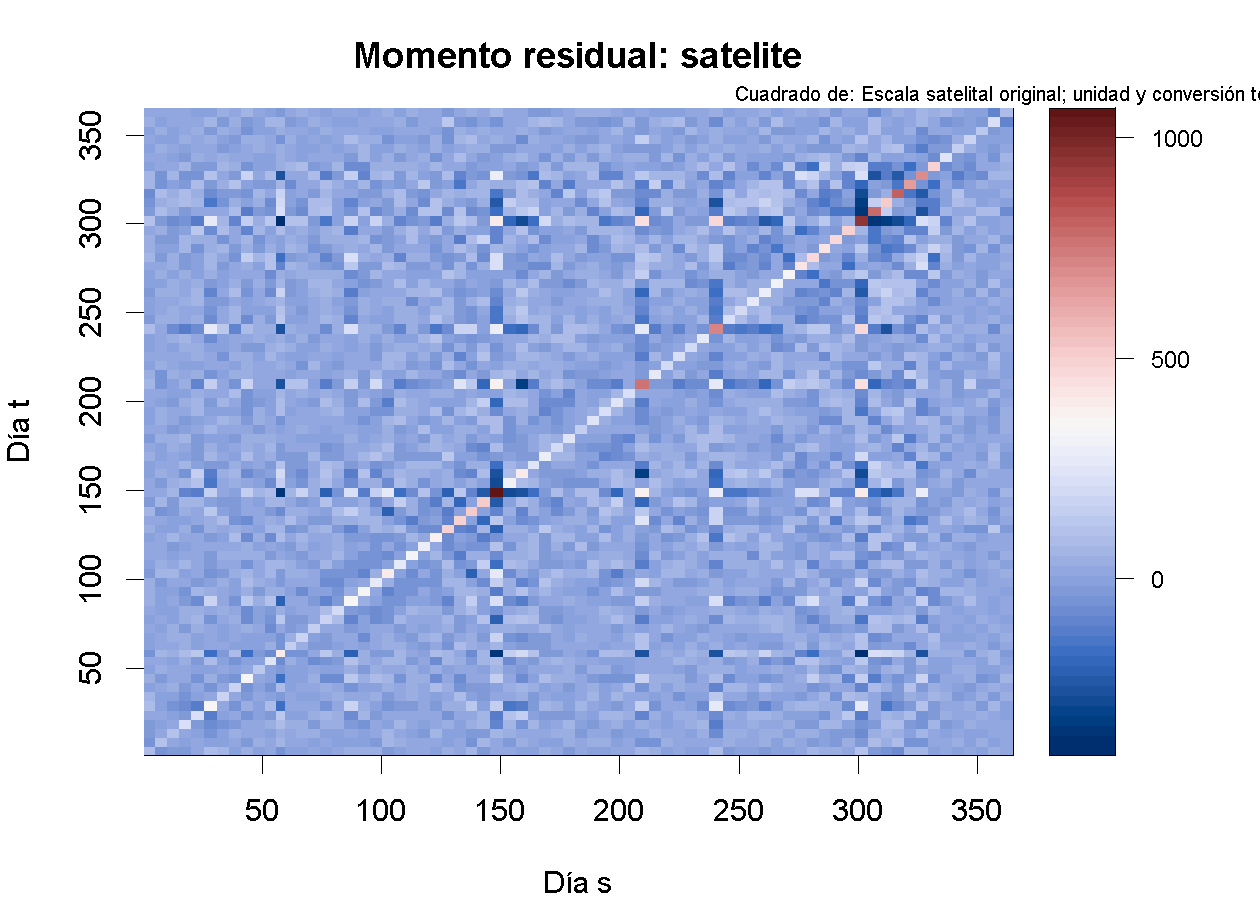 Momento residual: satelite
Cuadrado de: Escala satelital original; unidad y conversión
Día t
350
300
250
200
150
100
50
50 100 150 200 250 300 350
Día s
1000
500
0